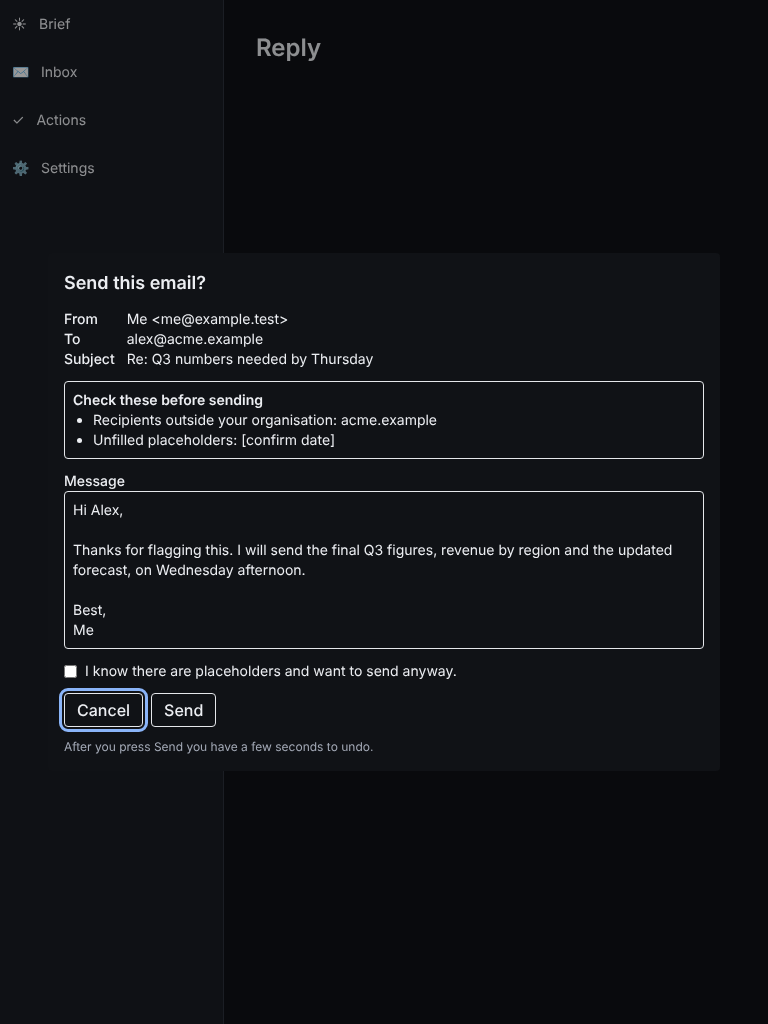 ☀ Brief
✉️ Inbox
✓ Actions
⚙️ Settings
Reply
Send this email?
From Me <me@example.test>
To alex@acme.example
Subject Re: Q3 numbers needed by Thursday
Check these before sending
• Recipients outside your organisation: acme.example
• Unfilled placeholders: [confirm date]
Message
Hi Alex,
Thanks for flagging this. I will send the final Q3 figures, revenue by region and the updated
forecast, on Wednesday afternoon.
Best,
Me
I know there are placeholders and want to send anyway.
Cancel Send
After you press Send you have a few seconds to undo.